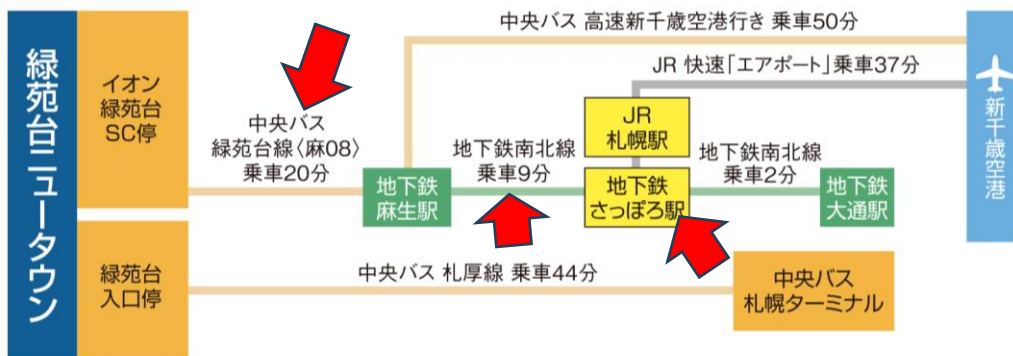 緑苑台ニュータウン
イオン
緑苑台
SC停
緑苑台
入口停
中央バス 高速新千歳空港行き 乗車50分
JR 快速「エアポート」乗車37分
中央バス
緑苑台線〈麻08〉
乗車20分
地下鉄
麻生駅
地下鉄南北線
乗車9分
JR
札幌駅
地下鉄
さっぽろ駅
地下鉄南北線
乗車2分
地下鉄
大通駅
新千歳空港
中央バス 札厚線 乗車44分
中央バス
札幌ターミナル